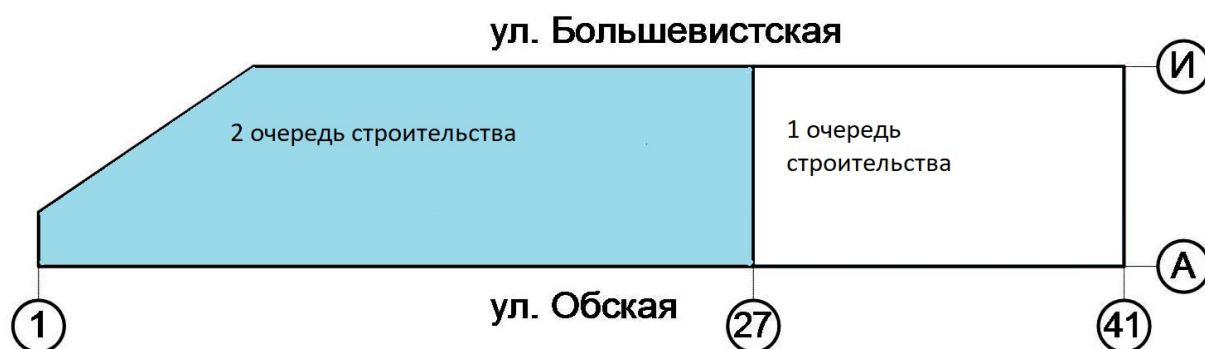 ул. Большевистская
И
2 очередь строительства
1 очередь
строительства
А
ул. Обская
1
27
41